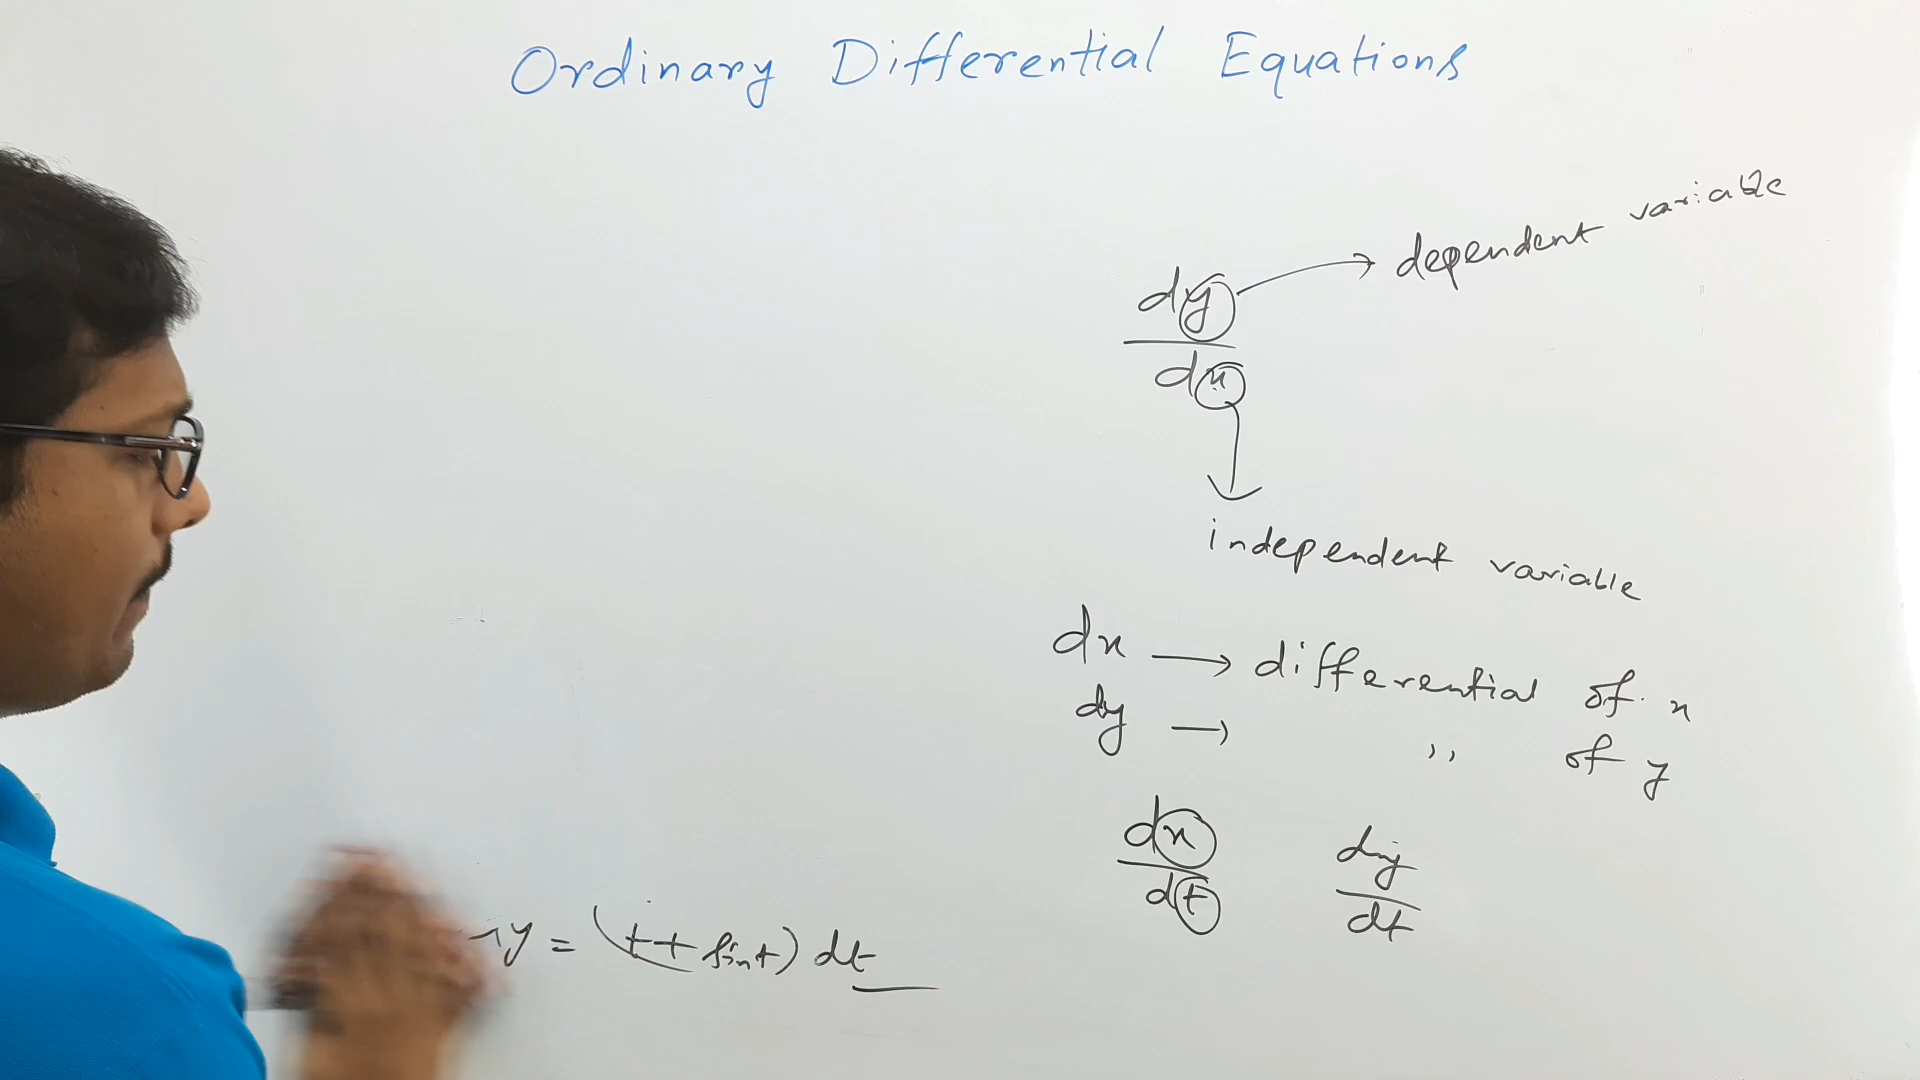 Ordinary Differential Equations
dy → dependent variable
dx
independent variable
dx → differential of x
dy → ,, of y
dx dy
dt dt
y = (t + sint) dt